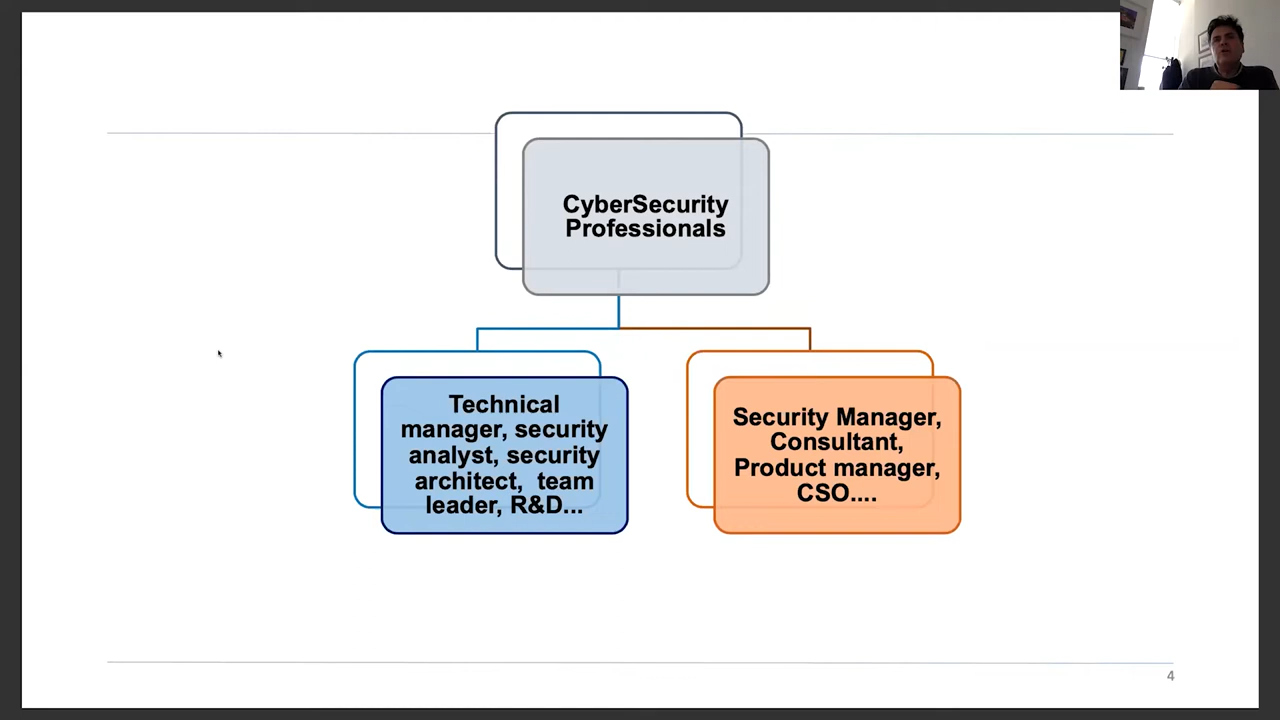 CyberSecurity
Professionals
Technical
manager, security
analyst, security
architect,  team
leader, R&D...
Security Manager,
Consultant,
Product manager,
CSO....
4